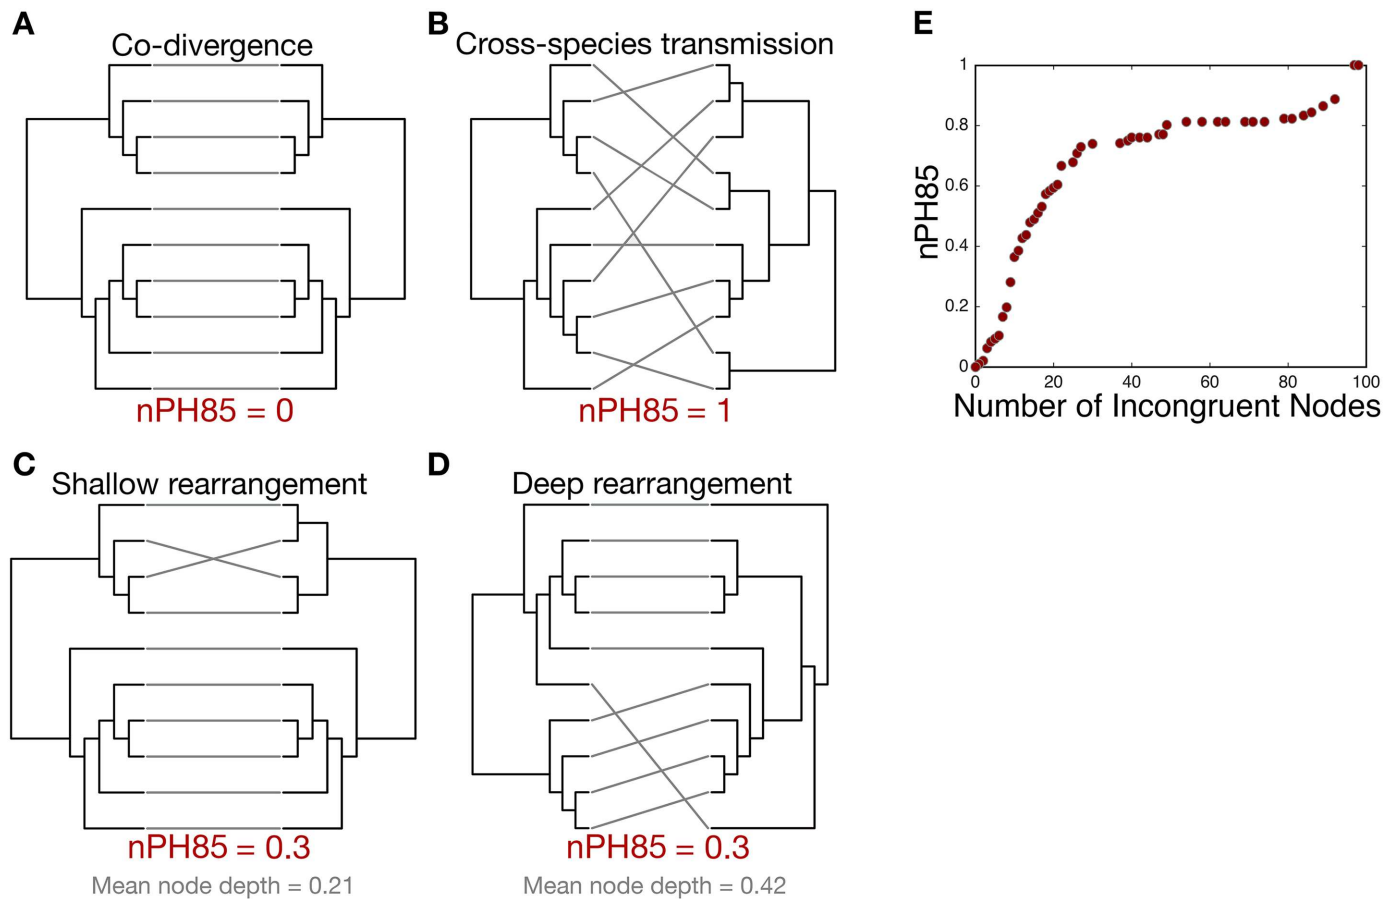 A
Co-divergence
nPH85 = 0
B
Cross-species transmission
nPH85 = 1
C
Shallow rearrangement
nPH85 = 0.3
Mean node depth = 0.21
D
Deep rearrangement
nPH85 = 0.3
Mean node depth = 0.42
E
nPH85
1
0.8
0.6
0.4
0.2
0
0 20 40 60 80 100
Number of Incongruent Nodes